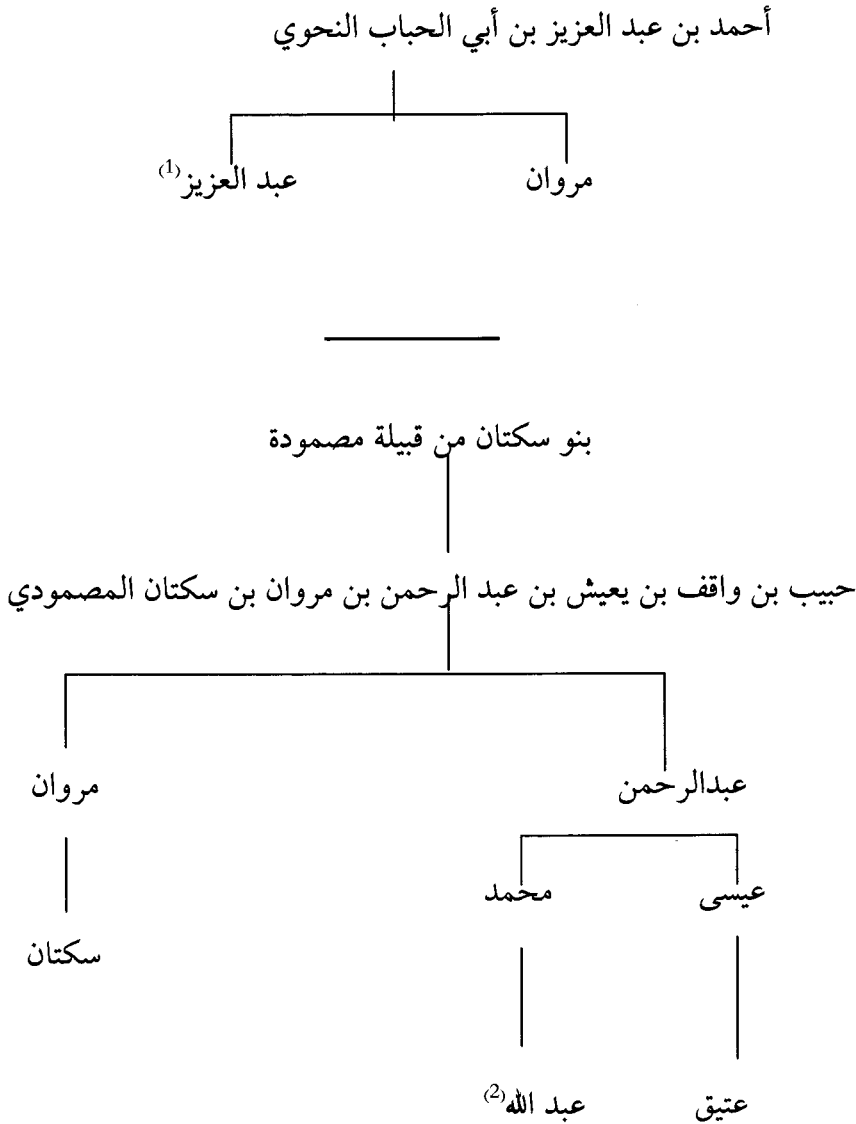 أحمد بن عبد العزيز بن أبي الحباب النحوي
مروان
عبد العزيز(1)
بنو سكتان من قبيلة مصمودة
حبيب بن واقف بن يعيش بن عبد الرحمن بن مروان بن سكتان المصمودي
عبدالرحمن
مروان
عيسى
محمد
سكتان
عتيق
عبد الله(2)